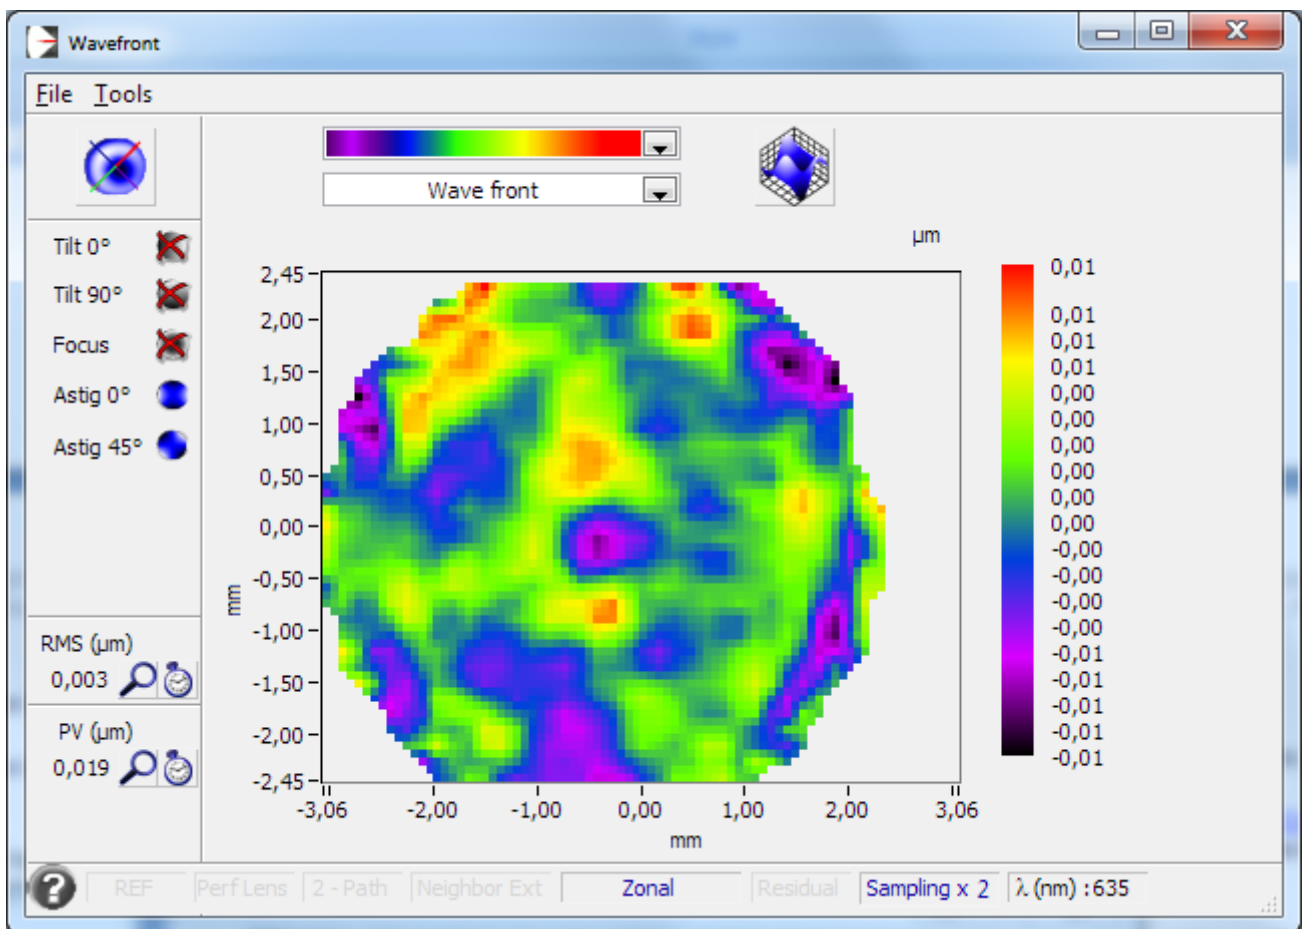 Wavefront
File Tools
Wave front
Tilt 0°
Tilt 90°
Focus
Astig 0°
Astig 45°
RMS (µm)
0,003
PV (µm)
0,019
µm
2,45
2,00
1,50
1,00
0,50
0,00
-0,50
-1,00
-1,50
-2,00
-2,45
mm
-3,06 -2,00 -1,00 0,00 1,00 2,00 3,06
mm
0,01
0,01
0,01
0,01
0,00
0,00
0,00
0,00
0,00
0,00
-0,00
-0,00
-0,00
-0,00
-0,01
-0,01
-0,01
-0,01
-0,01
? REF Perf Lens 2 - Path Neighbor Ext Zonal Residual Sampling x 2 λ (nm) : 635